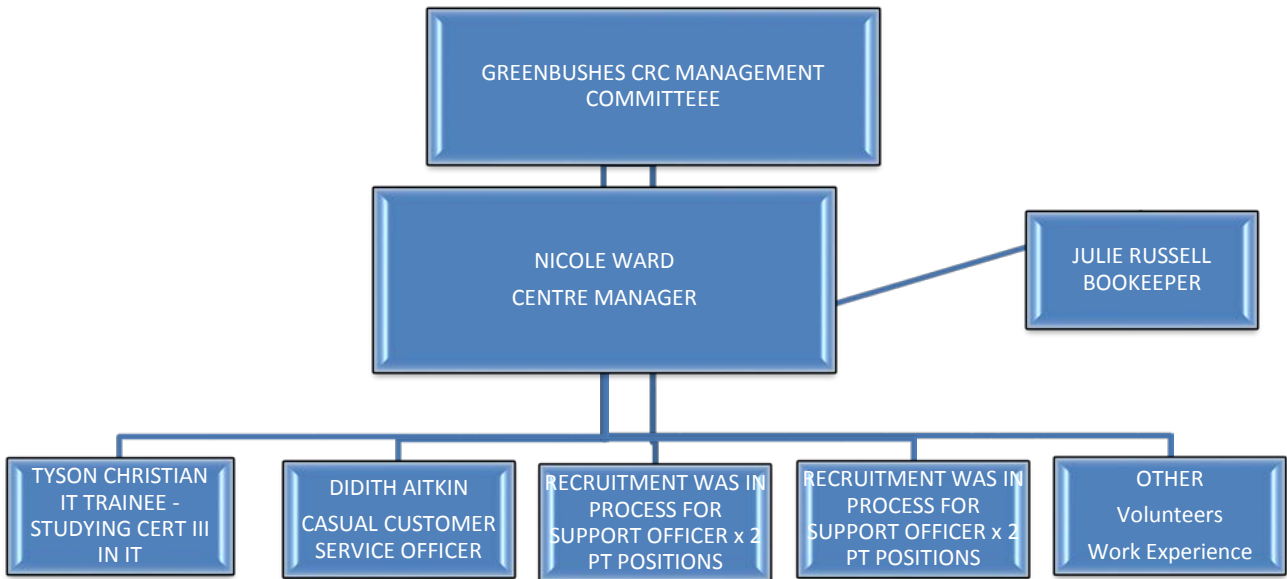 GREENBUSHES CRC MANAGEMENT
COMMITTEEE
NICOLE WARD
CENTRE MANAGER
JULIE RUSSELL
BOOKEEPER
TYSON CHRISTIAN
IT TRAINEE -
STUDYING CERT III
IN IT
DIDITH AITKIN
CASUAL CUSTOMER
SERVICE OFFICER
RECRUITMENT WAS IN
PROCESS FOR
SUPPORT OFFICER x 2
PT POSITIONS
RECRUITMENT WAS IN
PROCESS FOR
SUPPORT OFFICER x 2
PT POSITIONS
OTHER
Volunteers
Work Experience